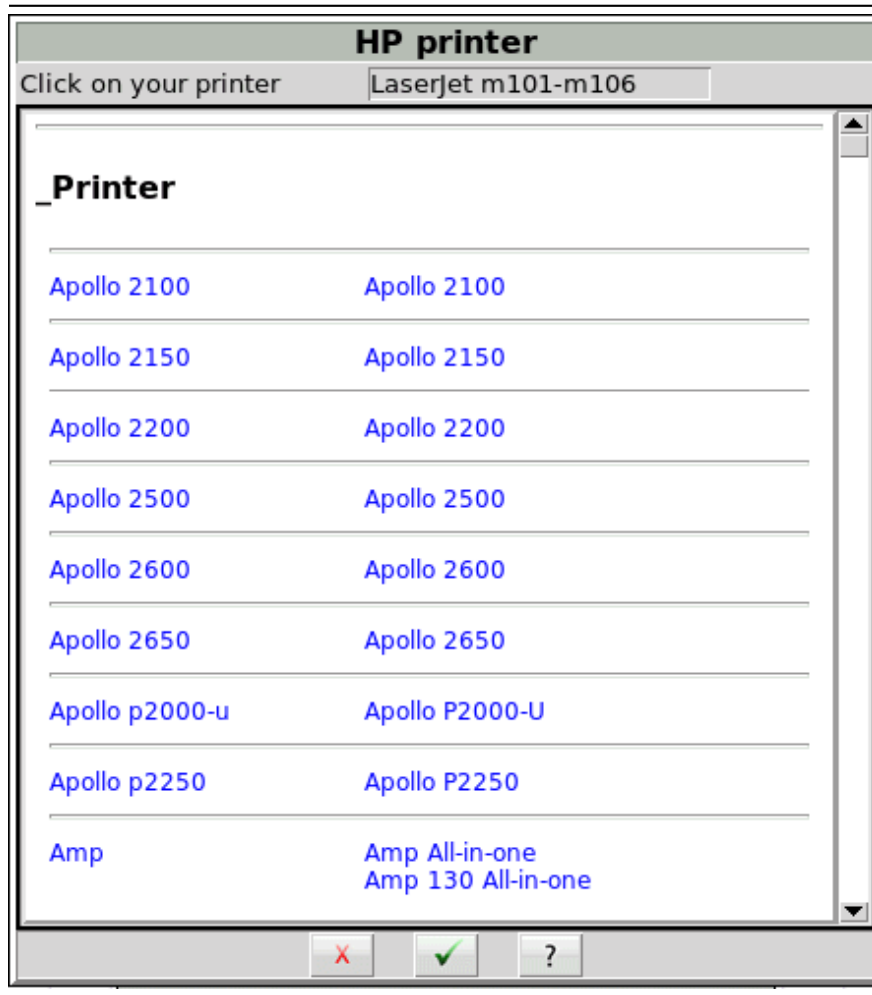 HP printer
Click on your printer LaserJet m101-m106
_Printer
Apollo 2100 Apollo 2100
Apollo 2150 Apollo 2150
Apollo 2200 Apollo 2200
Apollo 2500 Apollo 2500
Apollo 2600 Apollo 2600
Apollo 2650 Apollo 2650
Apollo p2000-u Apollo P2000-U
Apollo p2250 Apollo P2250
Amp Amp All-in-one
Amp 130 All-in-one
X ?